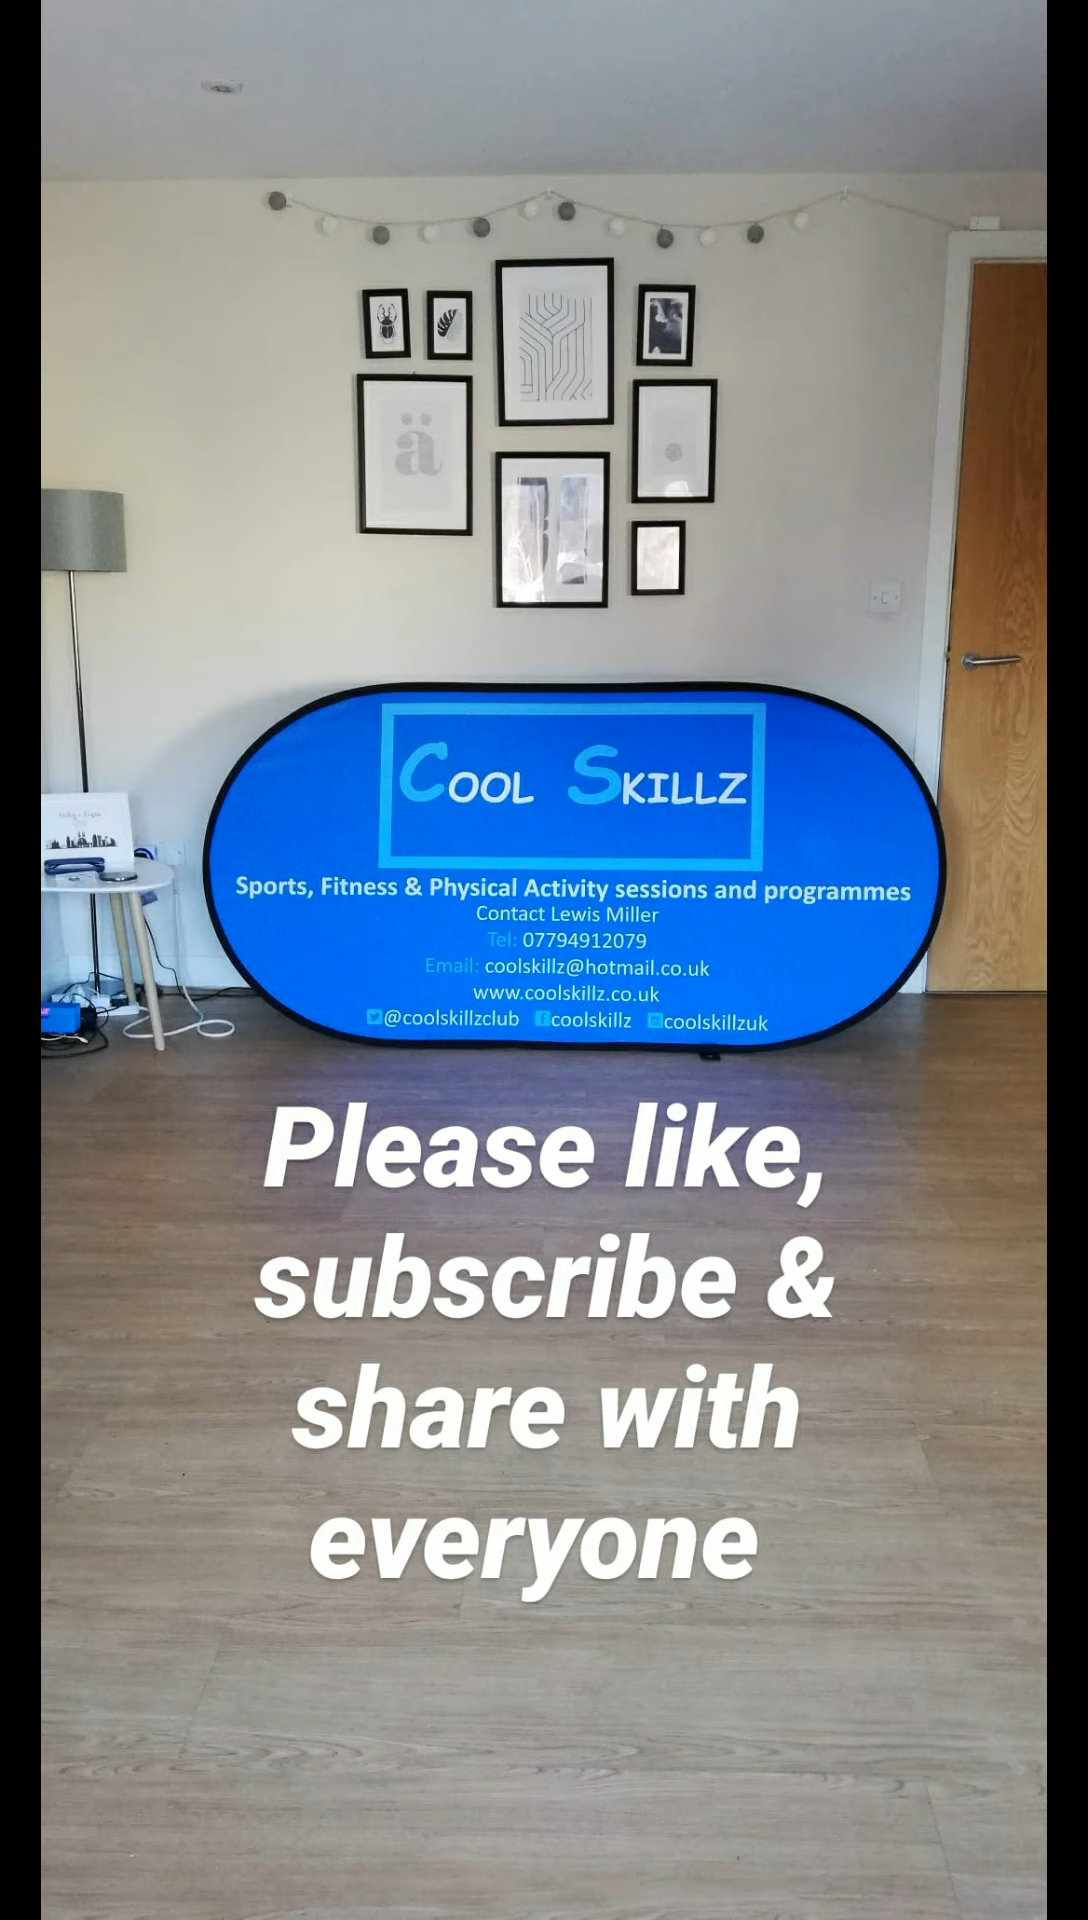 ä
COOL SKILLZ
Sports, Fitness & Physical Activity sessions and programmes
Contact Lewis Miller
Tel: 07794912079
Email: coolskillz@hotmail.co.uk
www.coolskillz.co.uk
@coolskillzclub coolskillz coolskillzuk
Please like,
subscribe &
share with
everyone